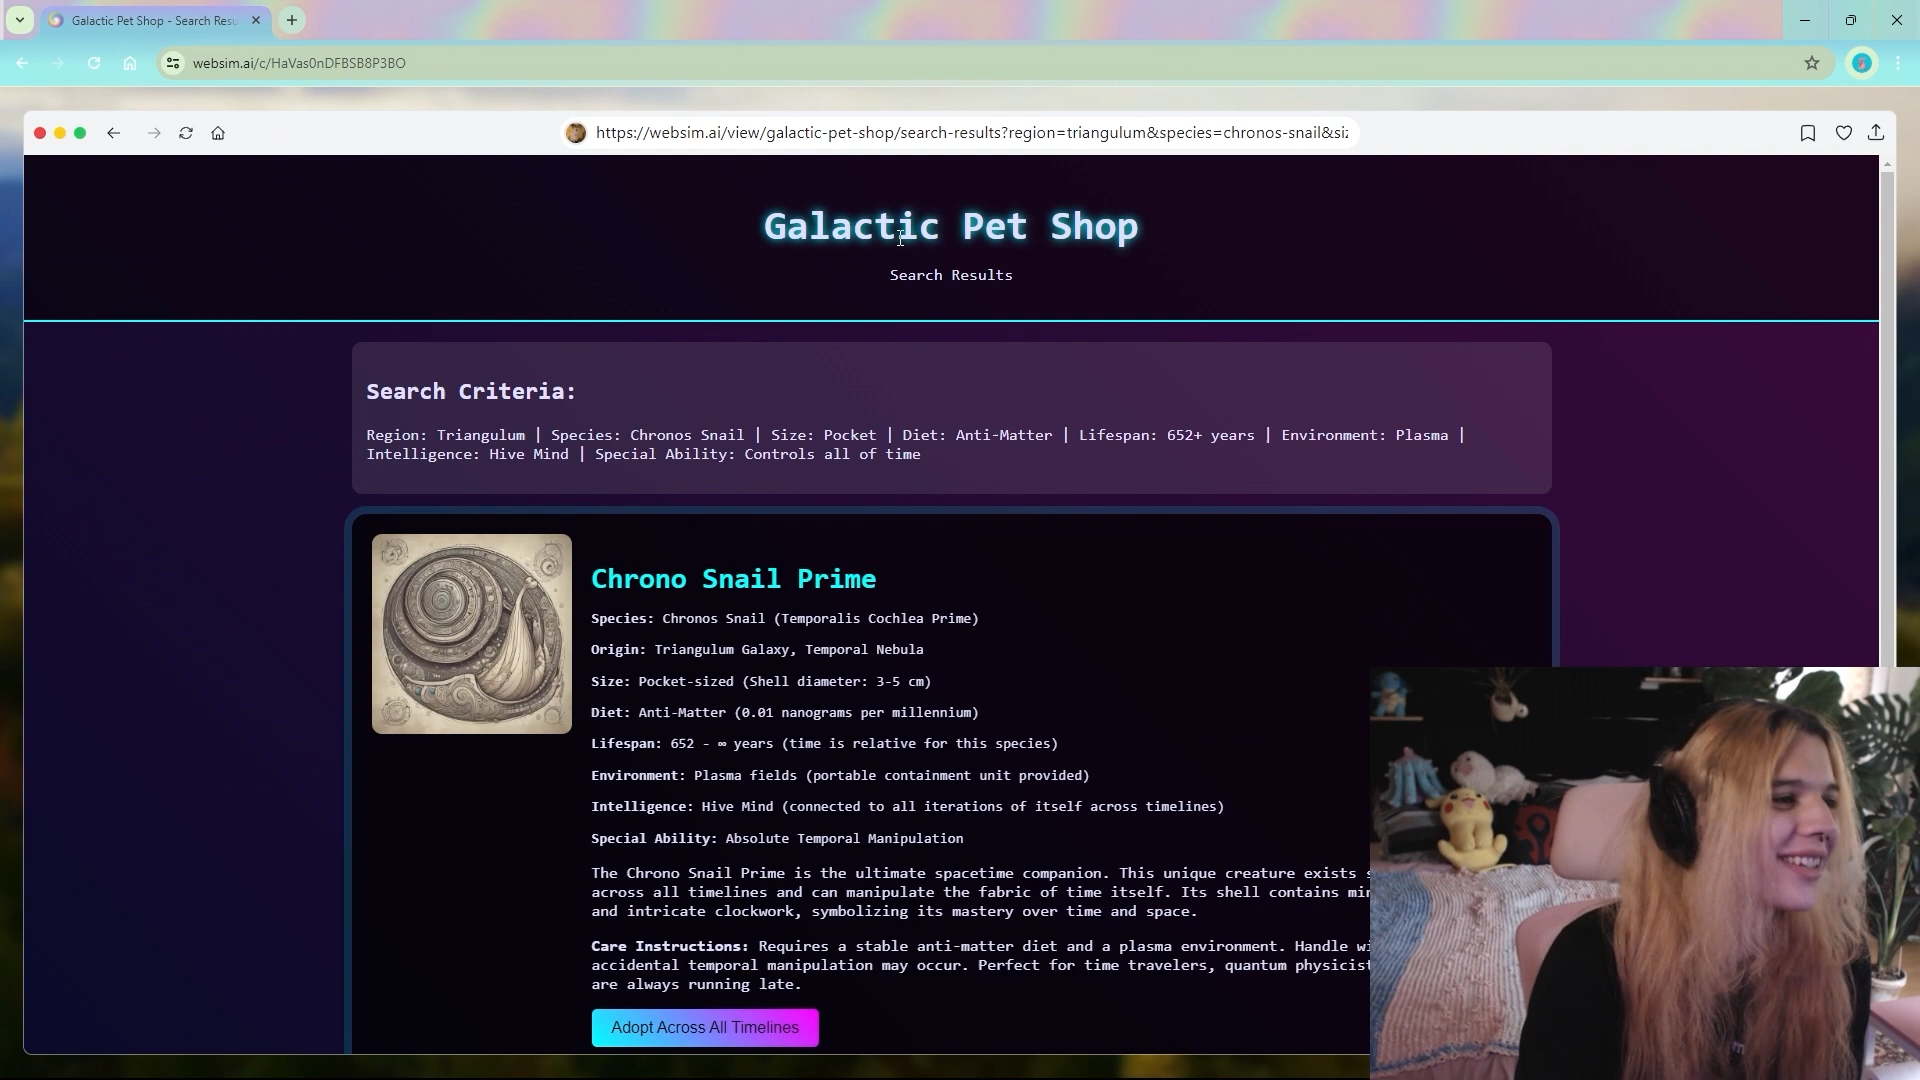 Galactic Pet Shop - Search Resu
websim.ai/c/HaVas0nDFBSB8P3BO
https://websim.ai/view/galactic-pet-shop/search-results?region=triangulum&species=chronos-snail&siz
Galactic Pet Shop
Search Results
Search Criteria:
Region: Triangulum | Species: Chronos Snail | Size: Pocket | Diet: Anti-Matter | Lifespan: 652+ years | Environment: Plasma |
Intelligence: Hive Mind | Special Ability: Controls all of time
Chrono Snail Prime
Species: Chronos Snail (Temporalis Cochlea Prime)
Origin: Triangulum Galaxy, Temporal Nebula
Size: Pocket-sized (Shell diameter: 3-5 cm)
Diet: Anti-Matter (0.01 nanograms per millennium)
Lifespan: 652 - ∞ years (time is relative for this species)
Environment: Plasma fields (portable containment unit provided)
Intelligence: Hive Mind (connected to all iterations of itself across timelines)
Special Ability: Absolute Temporal Manipulation
The Chrono Snail Prime is the ultimate spacetime companion. This unique creature exists
across all timelines and can manipulate the fabric of time itself. Its shell contains
and intricate clockwork, symbolizing its mastery over time and space.
Care Instructions: Requires a stable anti-matter diet and a plasma environment. Handle
accidental temporal manipulation may occur. Perfect for time travelers, quantum physicist
are always running late.
Adopt Across All Timelines